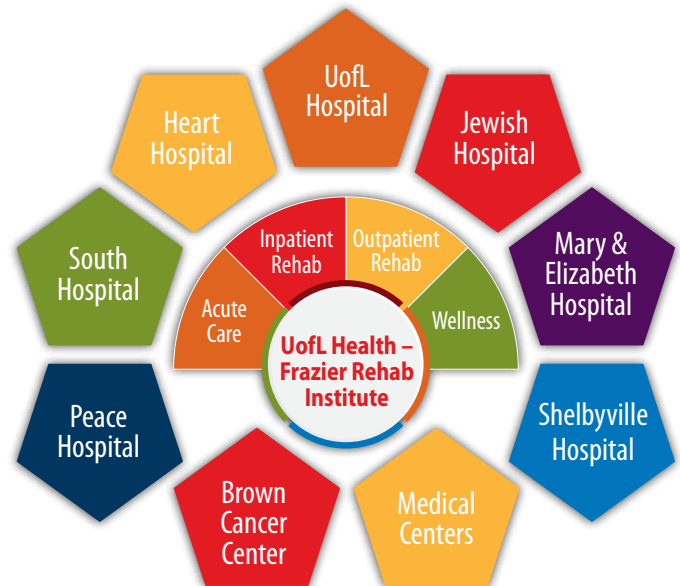 UofL
Hospital
Heart
Hospital
Jewish
Hospital
South
Hospital
Mary &
Elizabeth
Hospital
Inpatient
Rehab
Outpatient
Rehab
Acute
Care
Wellness
UofL Health –
Frazier Rehab
Institute
Peace
Hospital
Shelbyville
Hospital
Brown
Cancer
Center
Medical
Centers